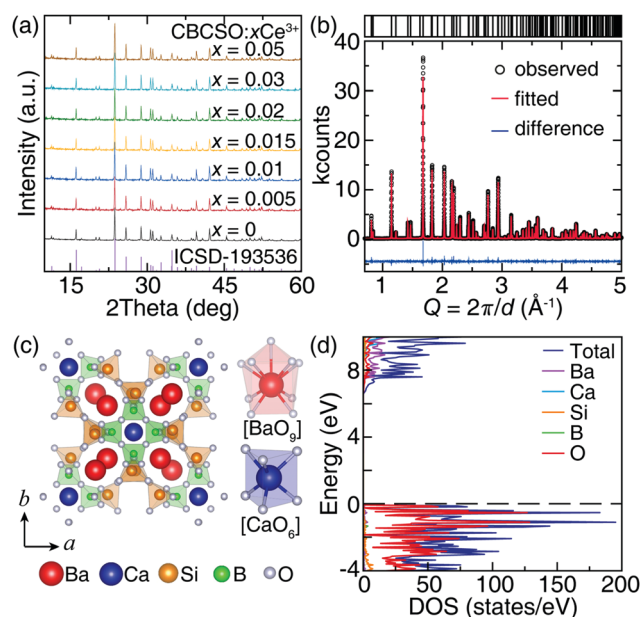 (a)
CBCSO:xCe³⁺
x = 0.05
x = 0.03
x = 0.02
x = 0.015
x = 0.01
x = 0.005
x = 0
ICSD-193536
Intensity (a.u.)
20 30 40 50 60
2Theta (deg)
(b)
40
30
20
10
0
kcounts
observed
fitted
difference
1 2 3 4 5
Q = 2π/d (Å⁻¹)
(c)
[BaO₉]
[CaO₆]
b
a
Ba Ca Si B O
(d)
8
4
0
-4
Energy (eV)
Total
Ba
Ca
Si
B
O
0 50 100 150 200
DOS (states/eV)